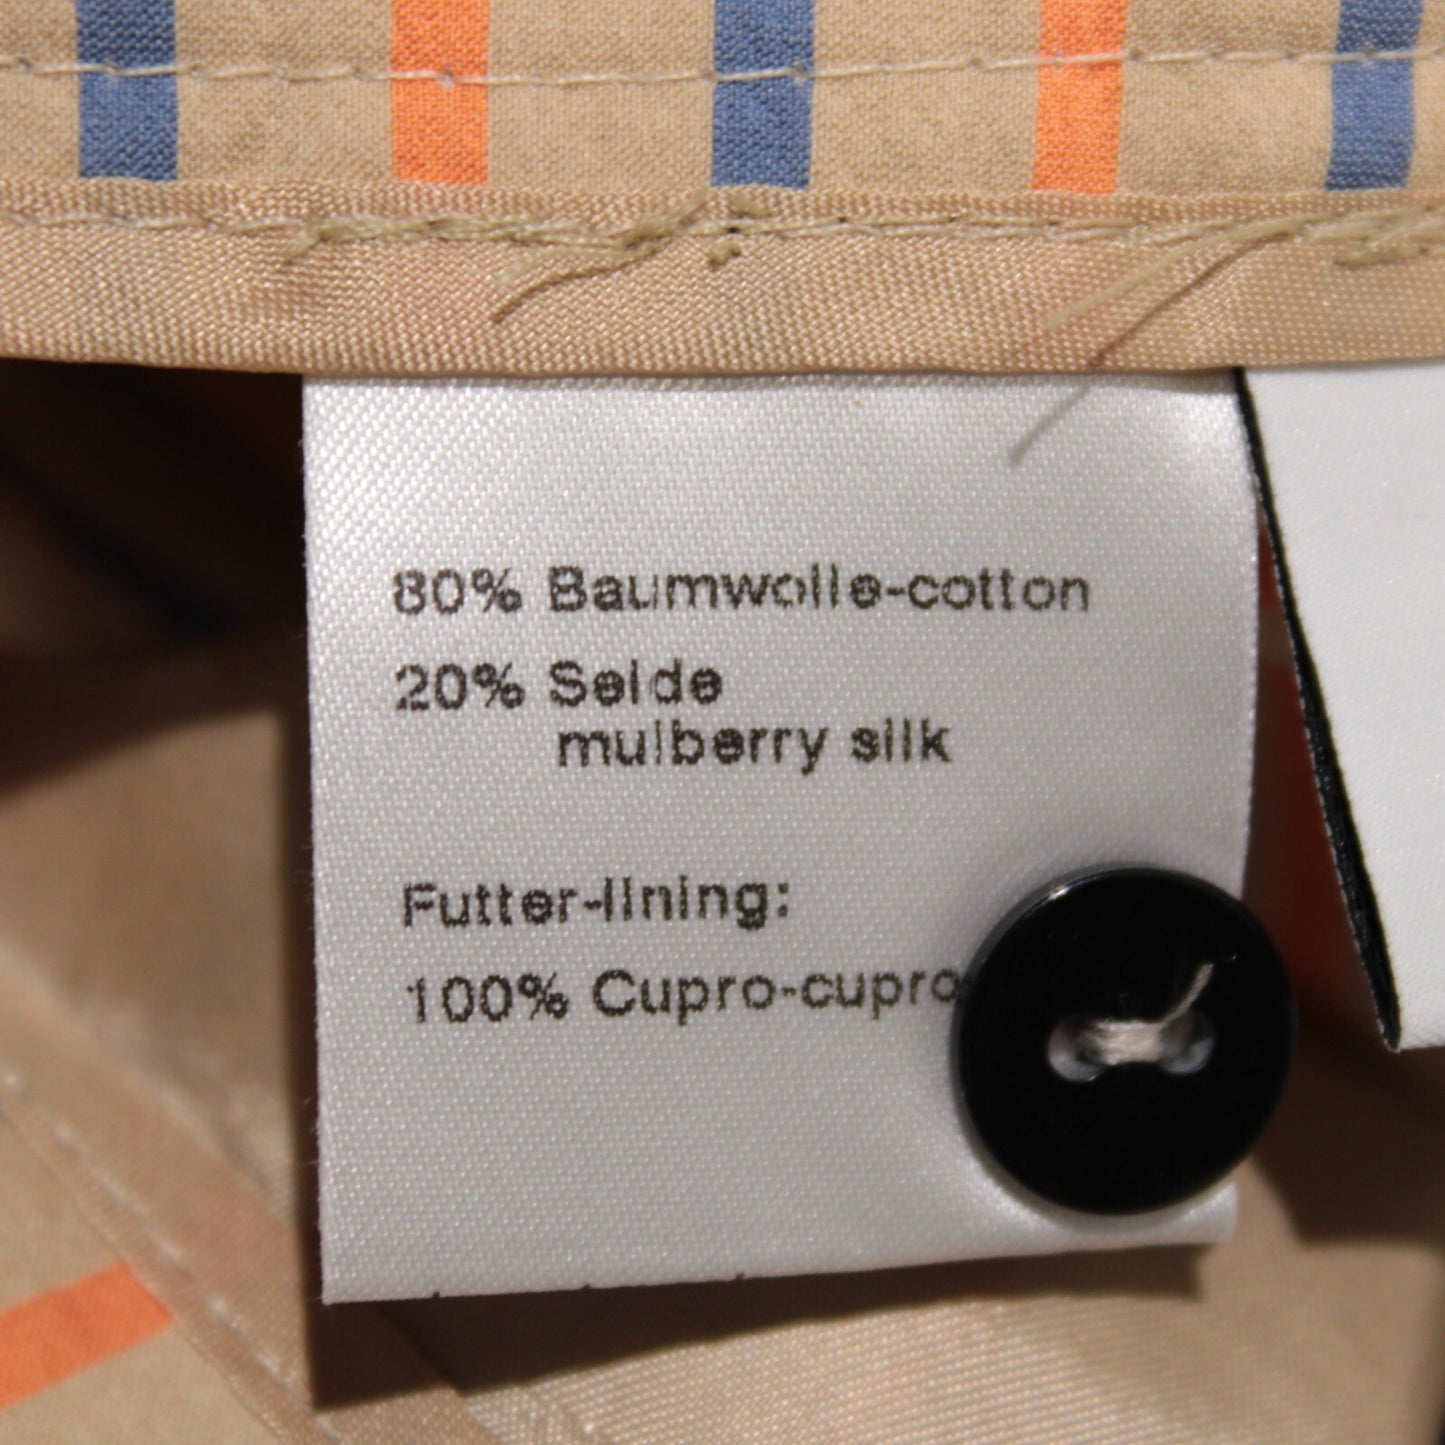 80% Baumwolle-cotton
20% Seide
mulberry silk
Futter-lining:
100% Cupro-cupro